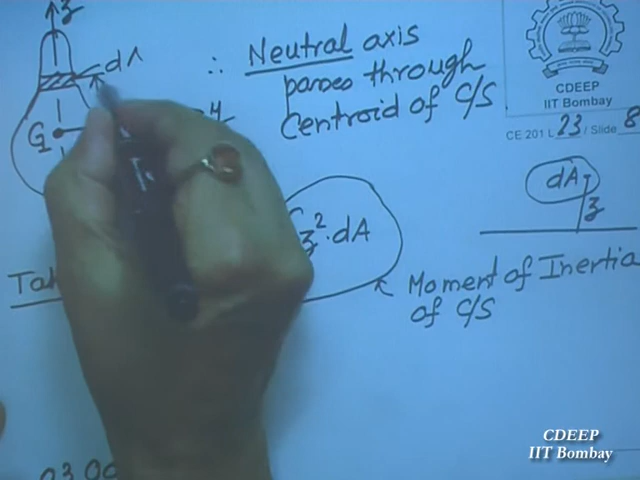 z
dA
∴ Neutral axis
passes through
Centroid of C/S
G
y
CDEEP
IIT Bombay
CE 201 L 23 / Slide 8
dA
z
z²·dA
Moment of Inertia
of C/S
CDEEP
IIT Bombay